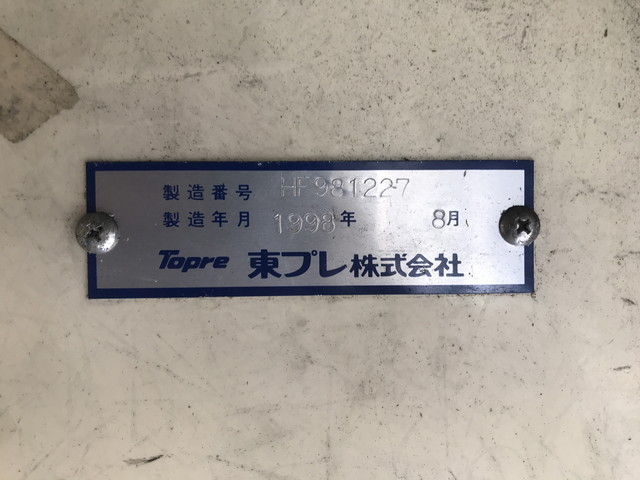 製造番号 HF981227
製造年月 1998年 8月
Topre 東プレ株式会社